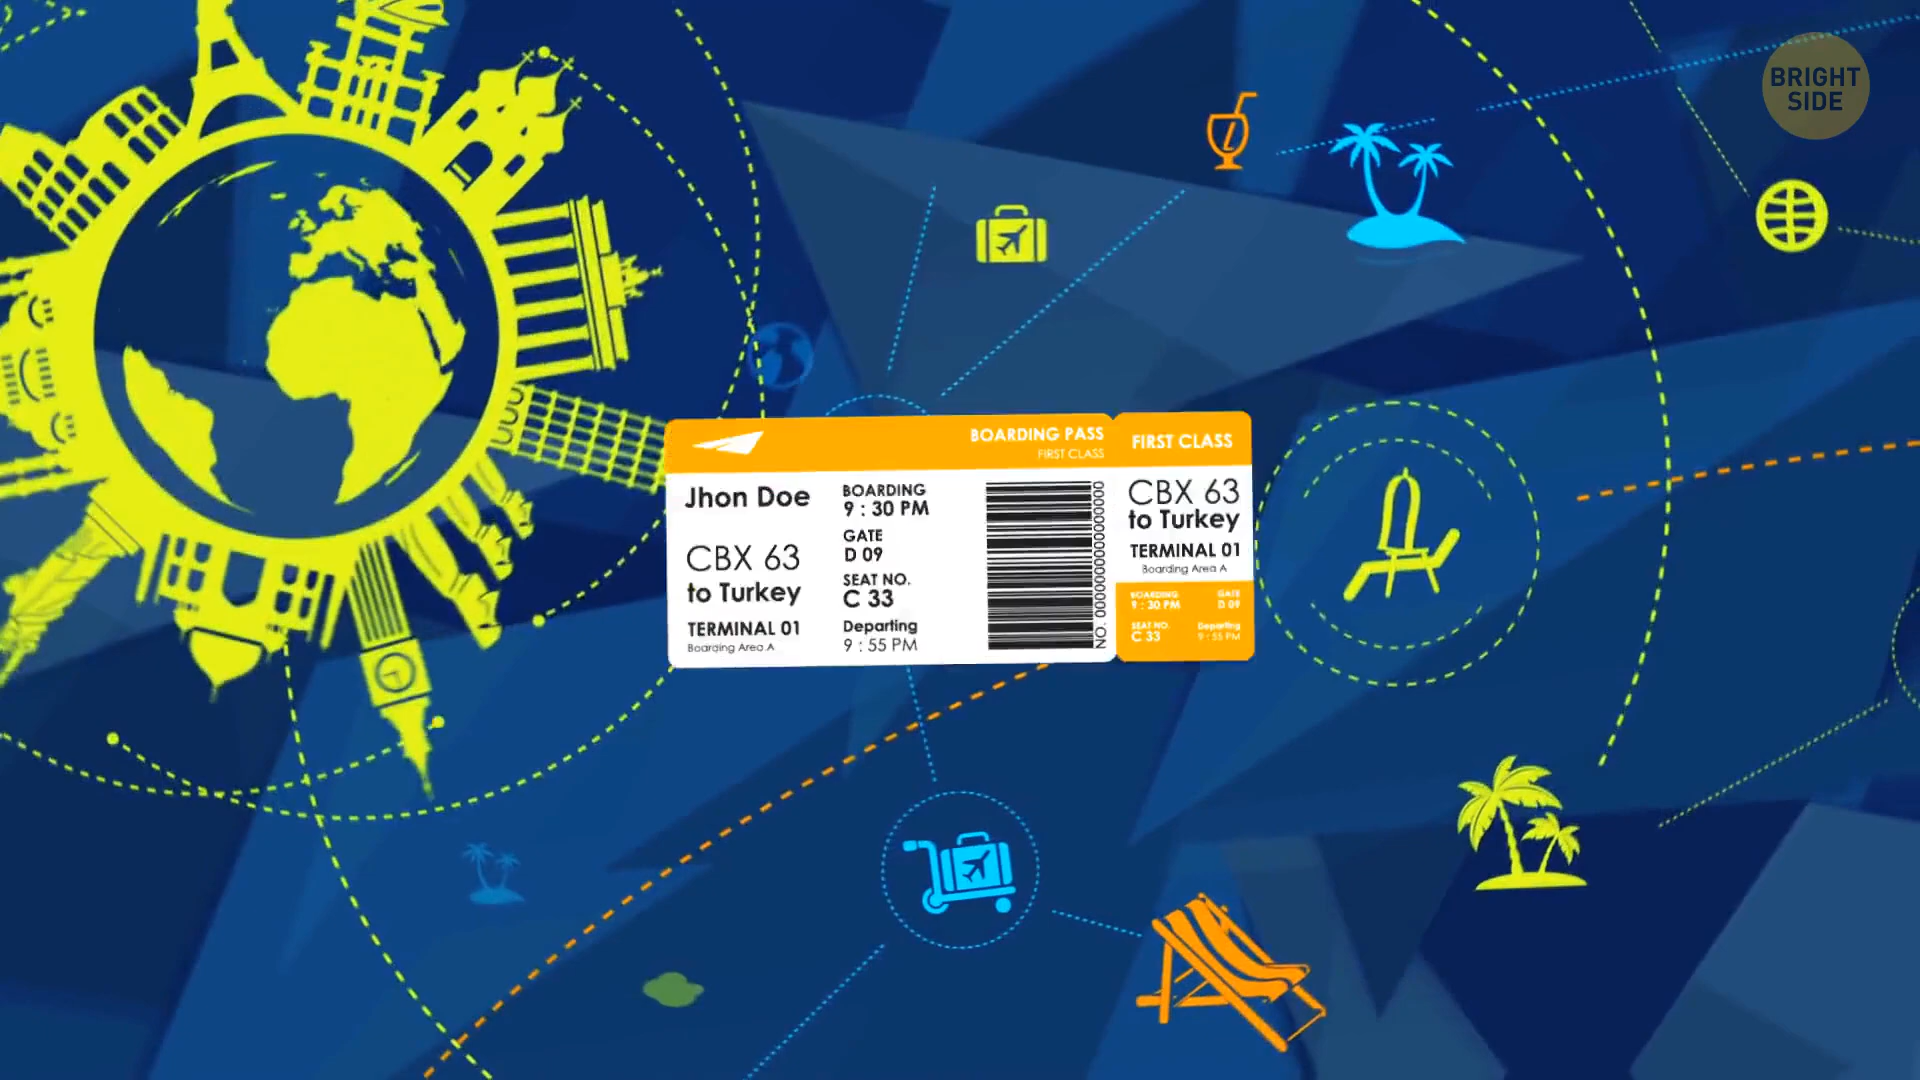 BRIGHT
SIDE
BOARDING PASS
FIRST CLASS
Jhon Doe
CBX 63
to Turkey
TERMINAL 01
Boarding Area A
BOARDING
9 : 30 PM
GATE
D 09
SEAT NO.
C 33
Departing
9 : 55 PM
FIRST CLASS
CBX 63
to Turkey
TERMINAL 01
Boarding Area A
BOARDING
9 : 30 PM
GATE
D 09
SEAT NO.
C 33
Departing
9 : 55 PM